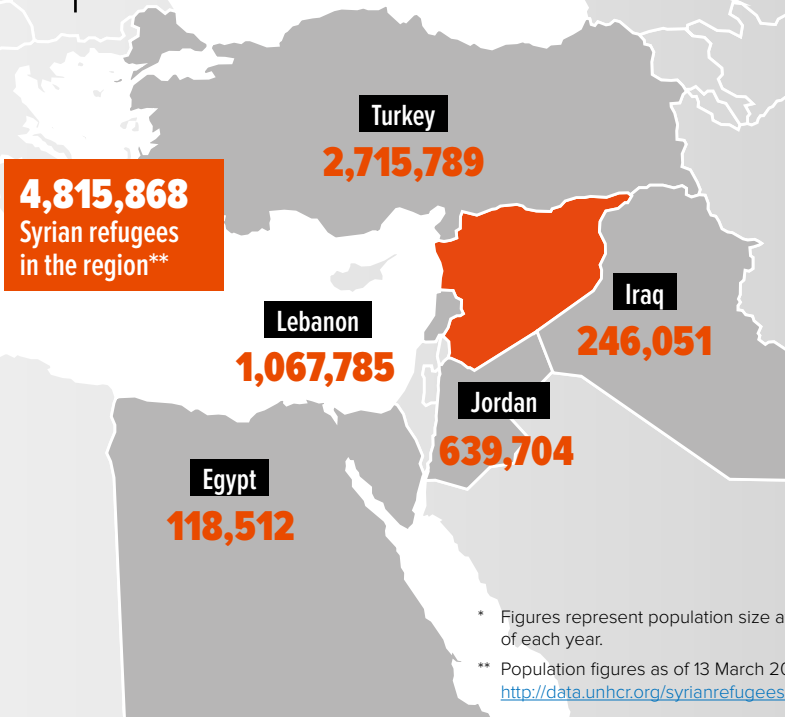 Turkey
2,715,789
4,815,868
Syrian refugees
in the region**
Iraq
246,051
Lebanon
1,067,785
Jordan
639,704
Egypt
118,512
* Figures represent population size
of each year.
** Population figures as of 13 March
http://data.unhcr.org/syrianrefugees